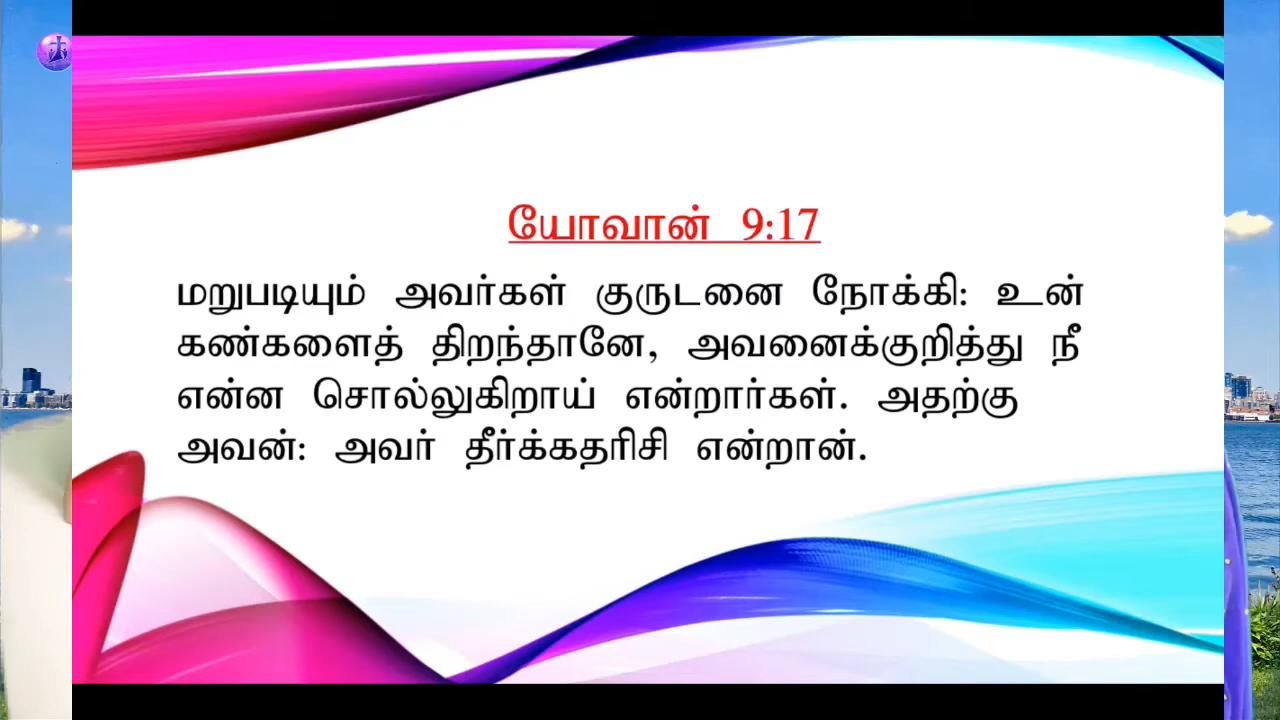 யோவான் 9:17
மறுபடியும் அவர்கள் குருடனை நோக்கி: உன்
கண்களைத் திறந்தானே, அவனைக்குறித்து நீ
என்ன சொல்லுகிறாய் என்றார்கள். அதற்கு
அவன்: அவர் தீர்க்கதரிசி என்றான்.